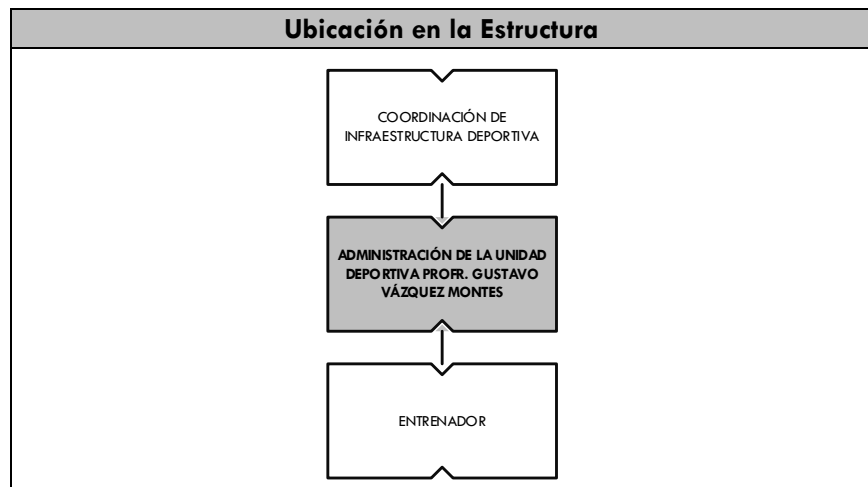 Ubicación en la Estructura
COORDINACIÓN DE
INFRAESTRUCTURA DEPORTIVA
ADMINISTRACIÓN DE LA UNIDAD
DEPORTIVA PROFR. GUSTAVO
VÁZQUEZ MONTES
ENTRENADOR